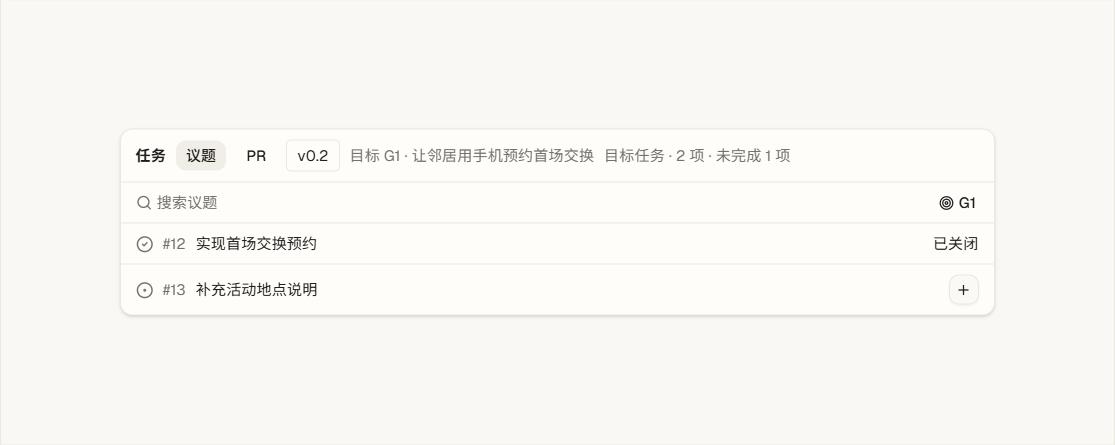 任务 议题 PR v0.2 目标 G1 · 让邻居用手机预约首场交换 目标任务 · 2 项 · 未完成 1 项
搜索议题 G1
#12 实现首场交换预约 已关闭
#13 补充活动地点说明 +